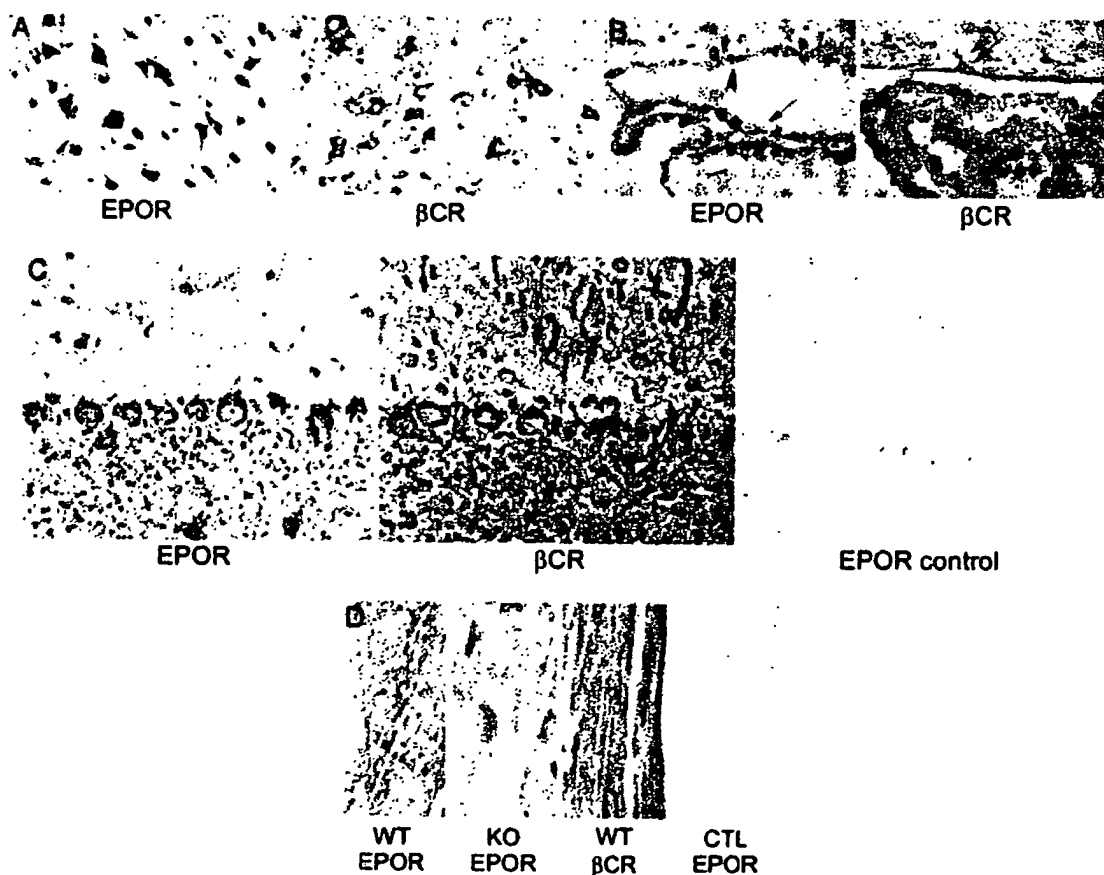 A
B
EPOR
βCR
EPOR
βCR
C
EPOR
βCR
EPOR control
D
WT EPOR
KO EPOR
WT βCR
CTL EPOR